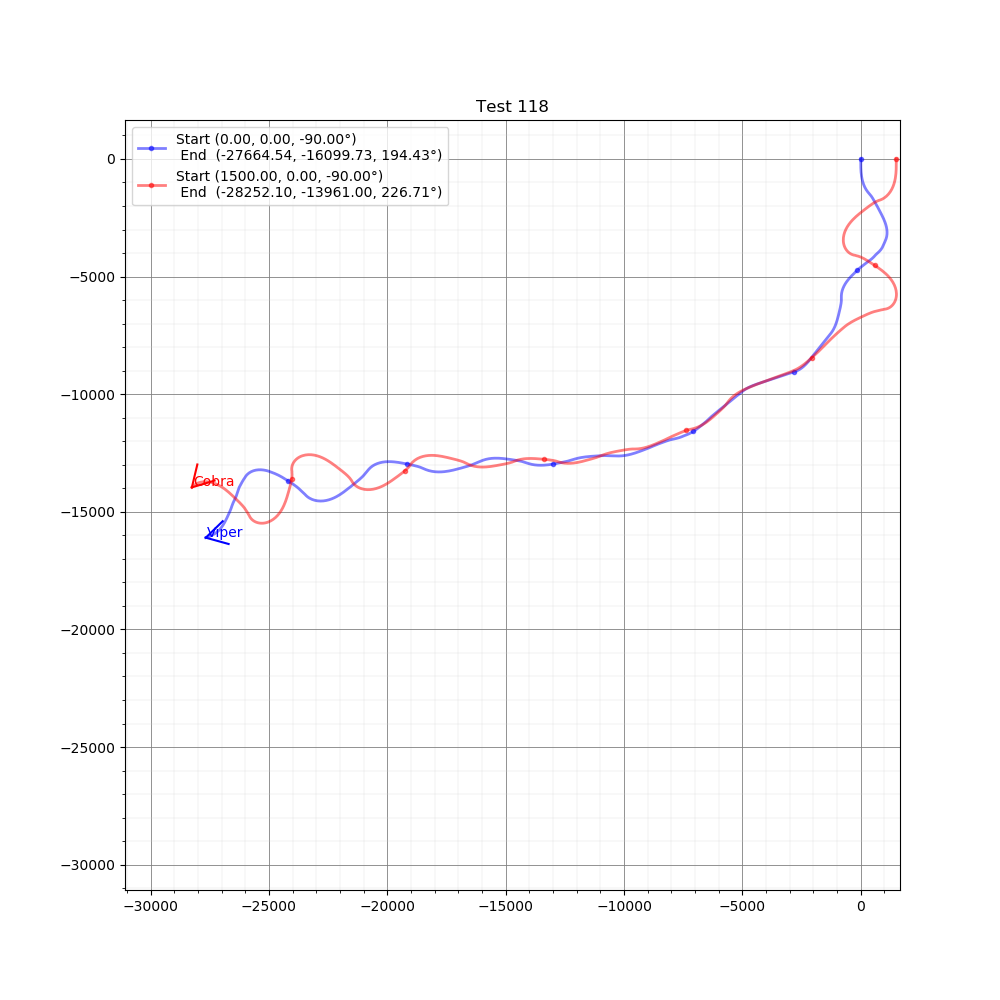 Test 118
Start (0.00, 0.00, -90.00°)
End (-27664.54, -16099.73, 194.43°)
Start (1500.00, 0.00, -90.00°)
End (-28252.10, -13961.00, 226.71°)
0
−5000
−10000
−15000
−20000
−25000
−30000
Cobra
Viper
−30000 −25000 −20000 −15000 −10000 −5000 0